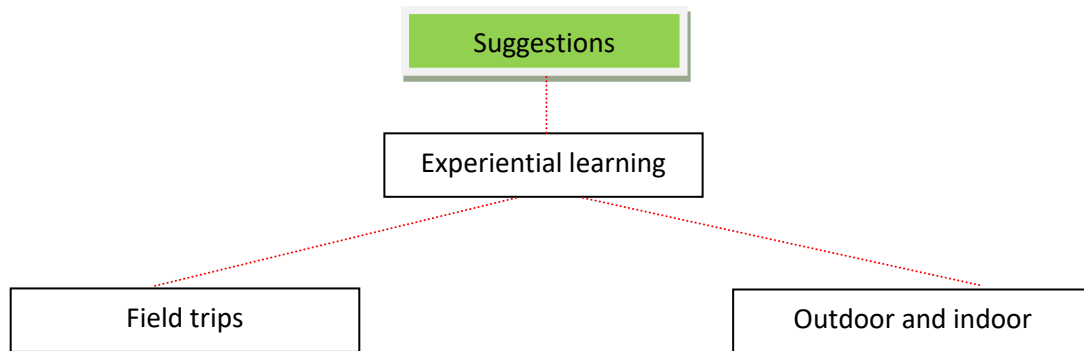 Suggestions
Experiential learning
Field trips
Outdoor and indoor